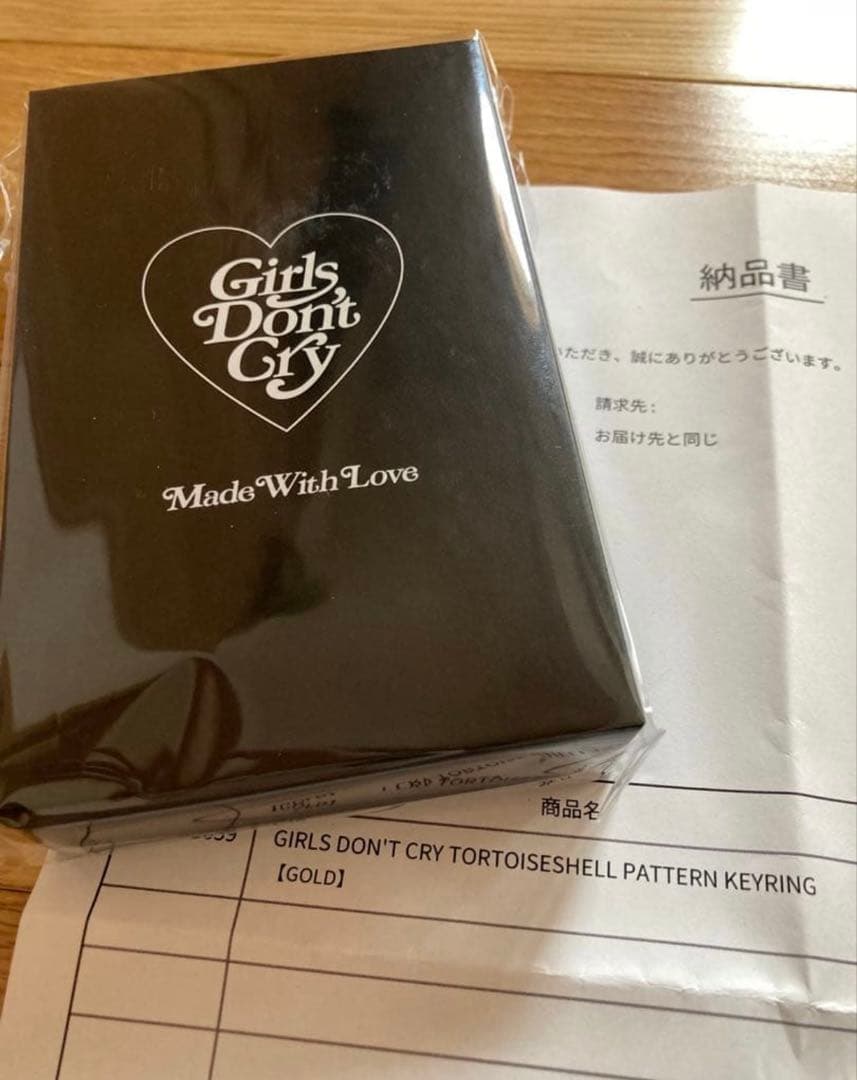 Girls
Don't
Cry
Made With Love
納品書
いただき、誠にありがとうございます。
請求先:
お届け先と同じ
商品名
GIRLS DON'T CRY TORTOISESHELL PATTERN KEYRING
【GOLD】